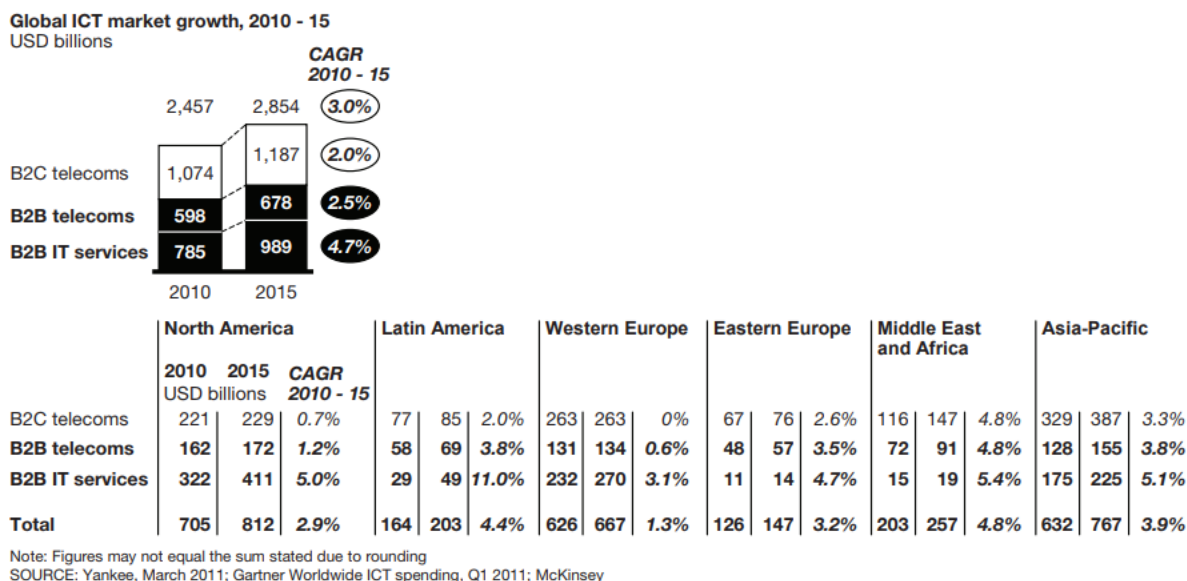 Global ICT market growth, 2010 - 15
USD billions
CAGR
2010 - 15
2,457 2,854 3.0%
B2C telecoms 1,074 1,187 2.0%
B2B telecoms 598 678 2.5%
B2B IT services 785 989 4.7%
2010 2015
North America Latin America Western Europe Eastern Europe Middle East and Africa Asia-Pacific
2010 2015 CAGR
USD billions 2010 - 15
B2C telecoms 221 229 0.7% 77 85 2.0% 263 263 0% 67 76 2.6% 116 147 4.8% 329 387 3.3%
B2B telecoms 162 172 1.2% 58 69 3.8% 131 134 0.6% 48 57 3.5% 72 91 4.8% 128 155 3.8%
B2B IT services 322 411 5.0% 29 49 11.0% 232 270 3.1% 11 14 4.7% 15 19 5.4% 175 225 5.1%
Total 705 812 2.9% 164 203 4.4% 626 667 1.3% 126 147 3.2% 203 257 4.8% 632 767 3.9%
Note: Figures may not equal the sum stated due to rounding
SOURCE: Yankee, March 2011; Gartner Worldwide ICT spending, Q1 2011; McKinsey